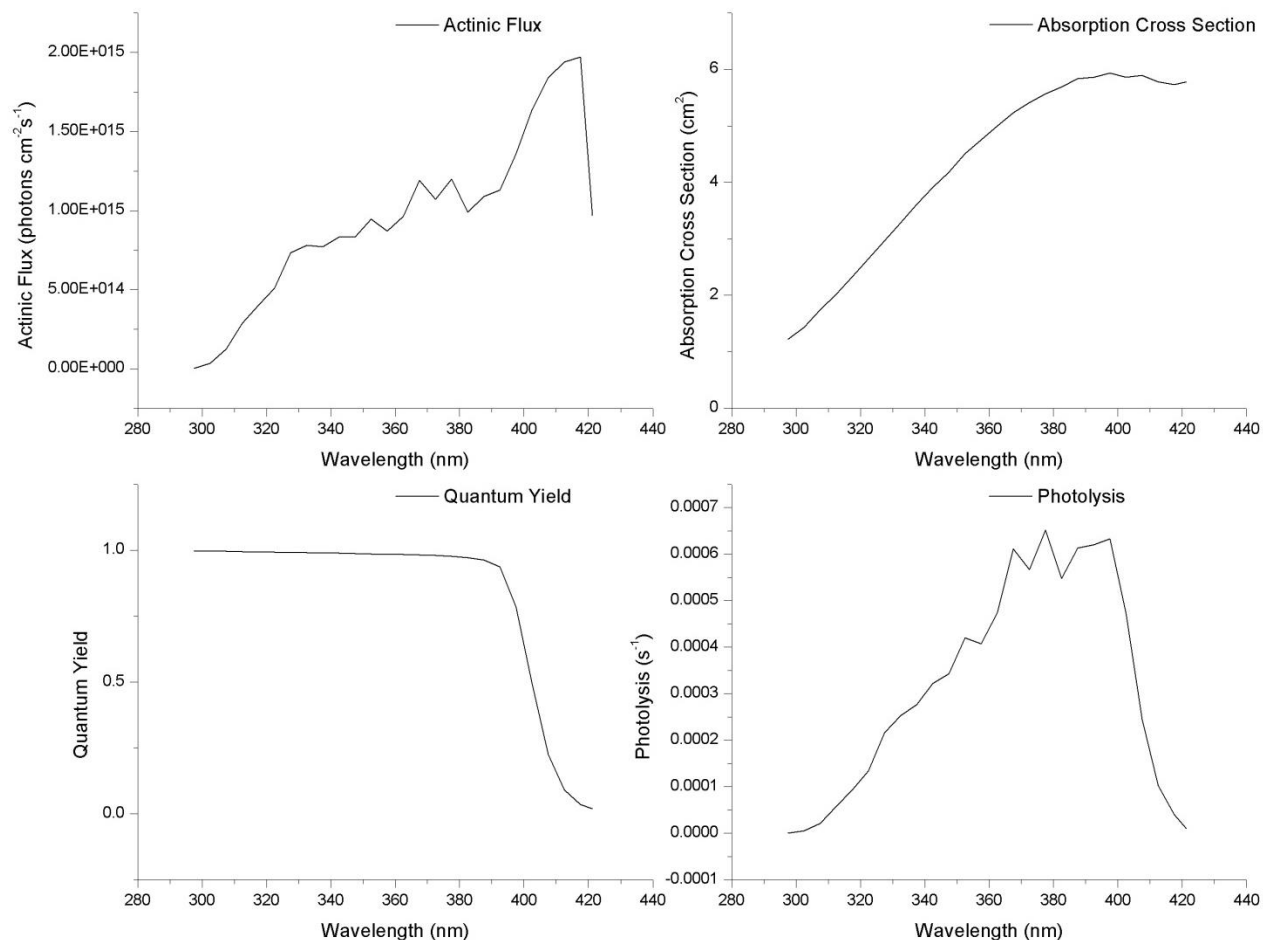 Actinic Flux
2.00E+015
1.50E+015
1.00E+015
5.00E+014
0.00E+000
Actinic Flux (photons cm-2s-1)
280 300 320 340 360 380 400 420 440
Wavelength (nm)
Absorption Cross Section
6
4
2
0
Absorption Cross Section (cm2)
280 300 320 340 360 380 400 420 440
Wavelength (nm)
Quantum Yield
1.0
0.5
0.0
Quantum Yield
280 300 320 340 360 380 400 420 440
Wavelength (nm)
Photolysis
0.0007
0.0006
0.0005
0.0004
0.0003
0.0002
0.0001
0.0000
-0.0001
Photolysis (s-1)
280 300 320 340 360 380 400 420 440
Wavelength (nm)